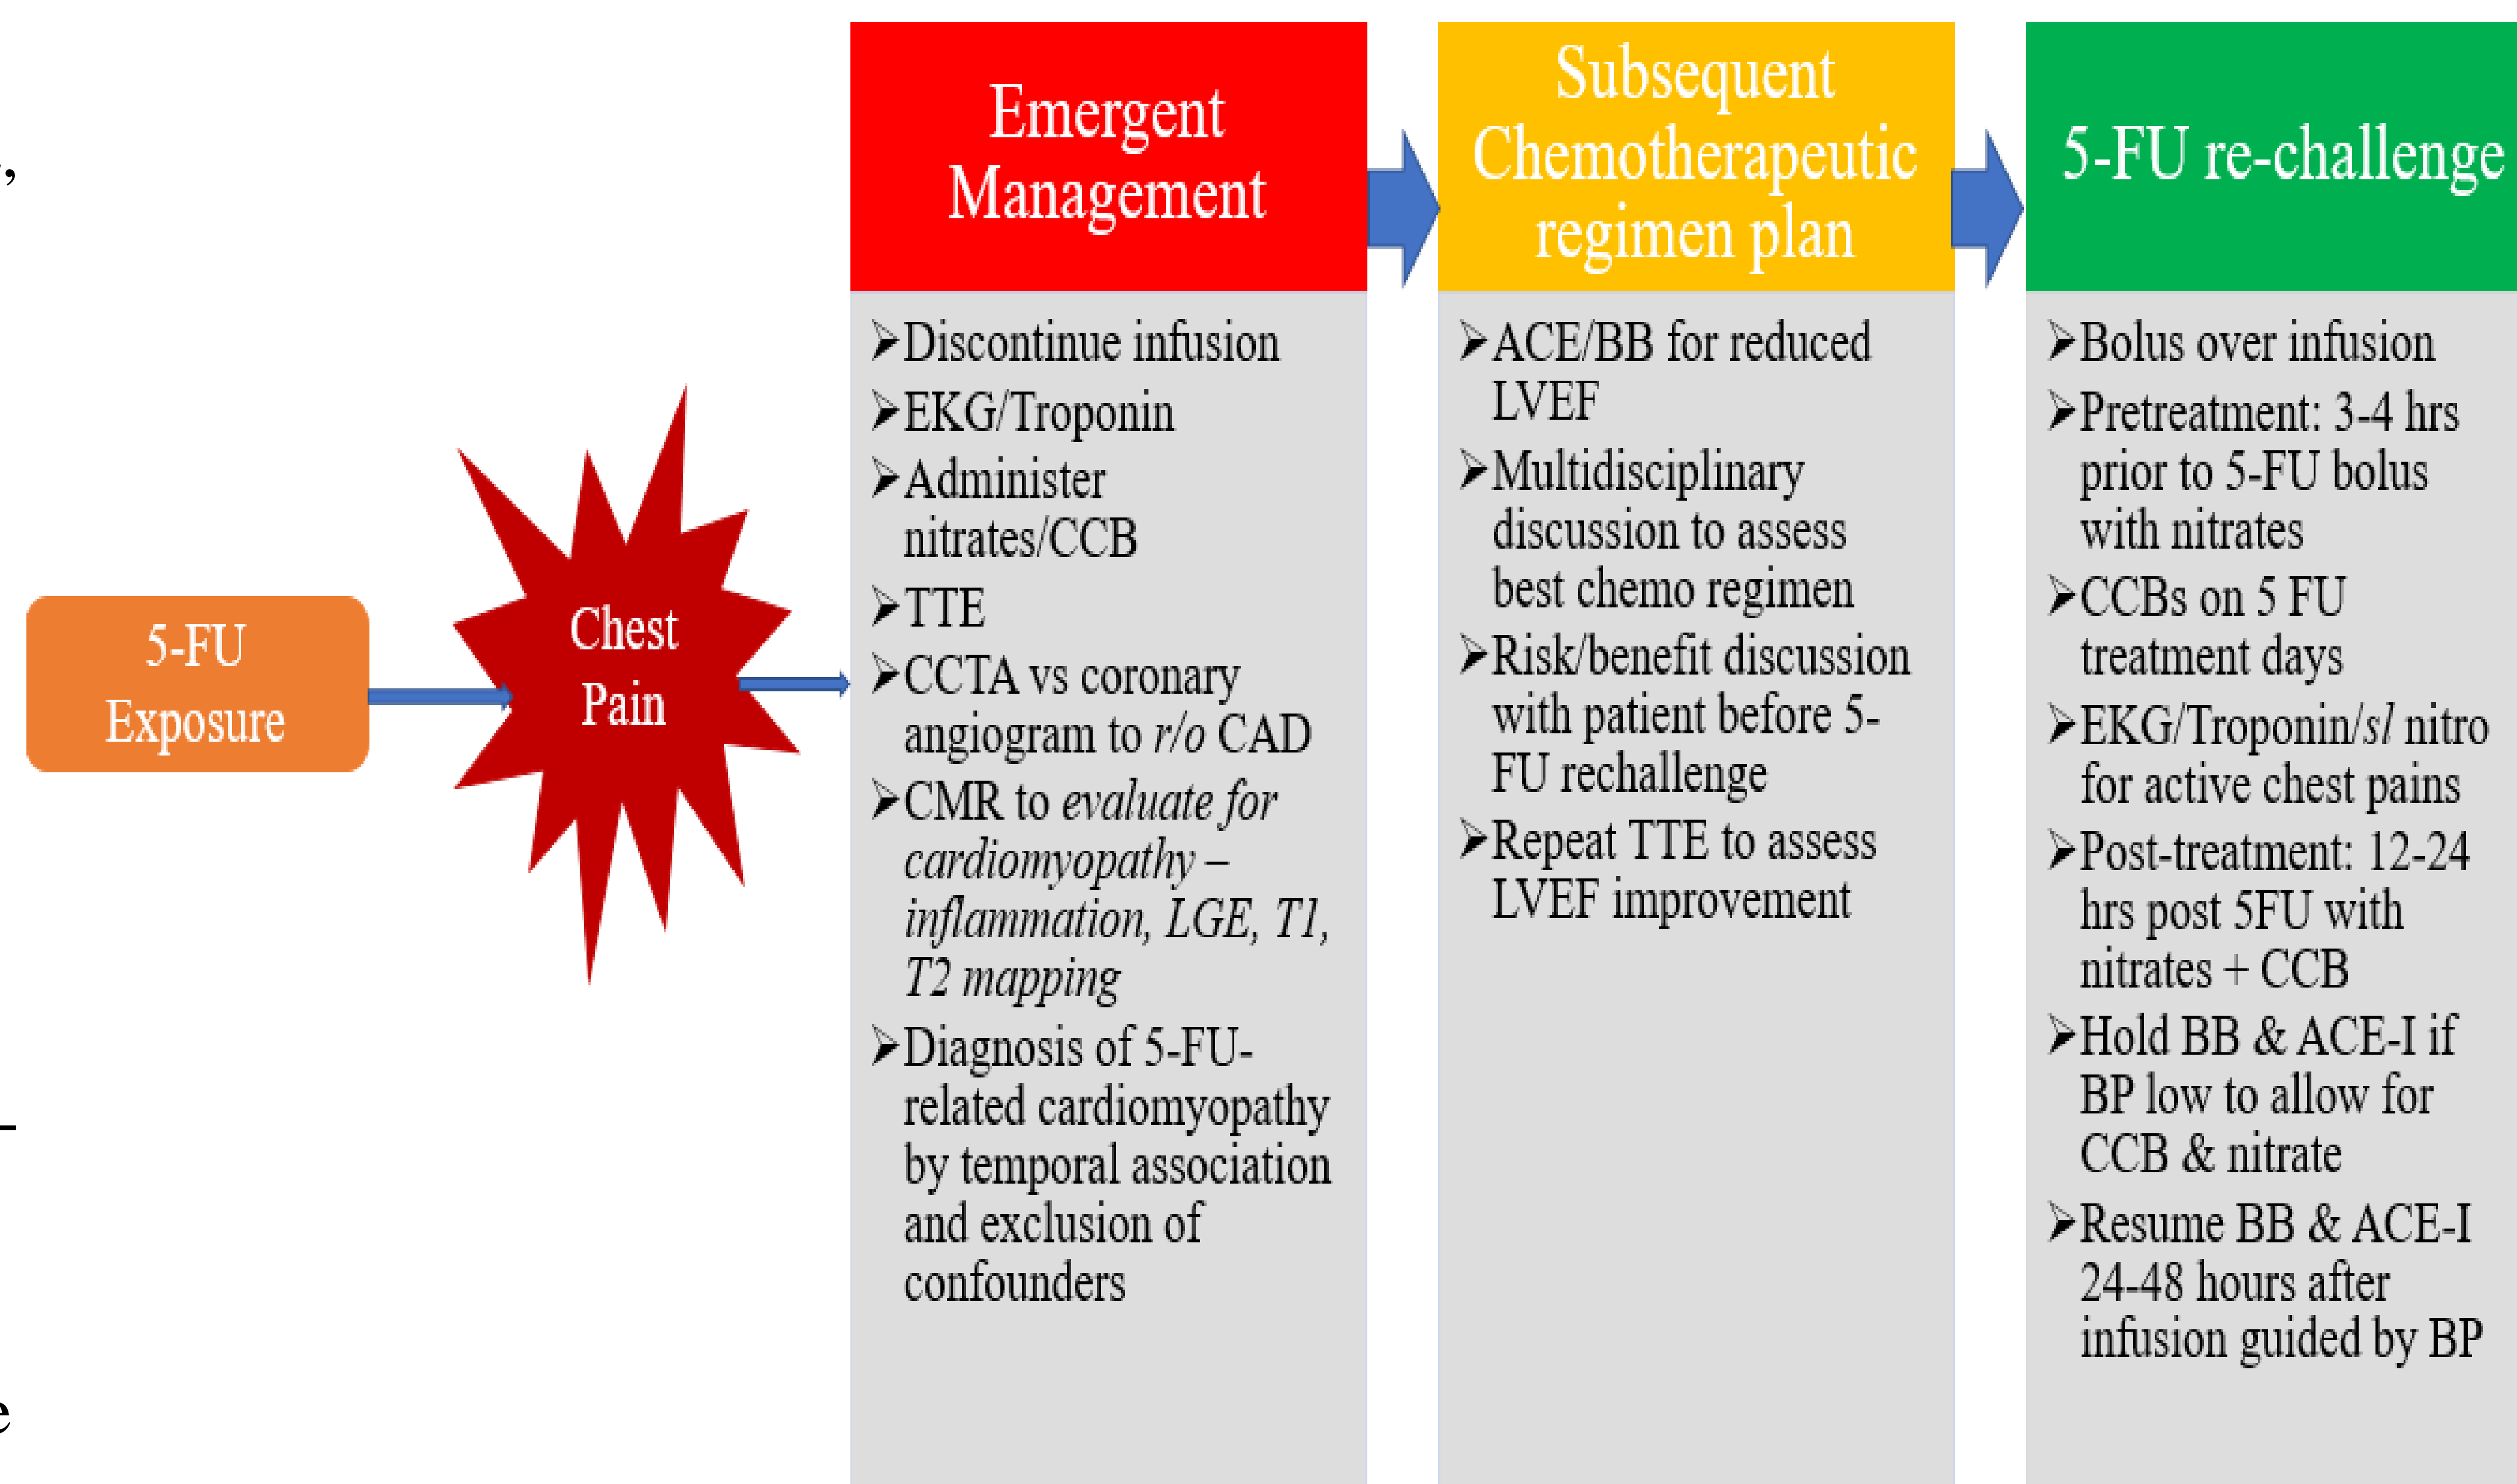 ,
-
e
5-FU
Exposure
Chest
Pain
Emergent
Management
➢Discontinue infusion
➢EKG/Troponin
➢Administer
nitrates/CCB
➢TTE
➢CCTA vs coronary
angiogram to r/o CAD
➢CMR to evaluate for
cardiomyopathy –
inflammation, LGE, T1,
T2 mapping
➢Diagnosis of 5-FU-
related cardiomyopathy
by temporal association
and exclusion of
confounders
Subsequent
Chemotherapeutic
regimen plan
➢ACE/BB for reduced
LVEF
➢Multidisciplinary
discussion to assess
best chemo regimen
➢Risk/benefit discussion
with patient before 5-
FU rechallenge
➢Repeat TTE to assess
LVEF improvement
5-FU re-challenge
➢Bolus over infusion
➢Pretreatment: 3-4 hrs
prior to 5-FU bolus
with nitrates
➢CCBs on 5 FU
treatment days
➢EKG/Troponin/sl nitro
for active chest pains
➢Post-treatment: 12-24
hrs post 5FU with
nitrates + CCB
➢Hold BB & ACE-I if
BP low to allow for
CCB & nitrate
➢Resume BB & ACE-I
24-48 hours after
infusion guided by BP